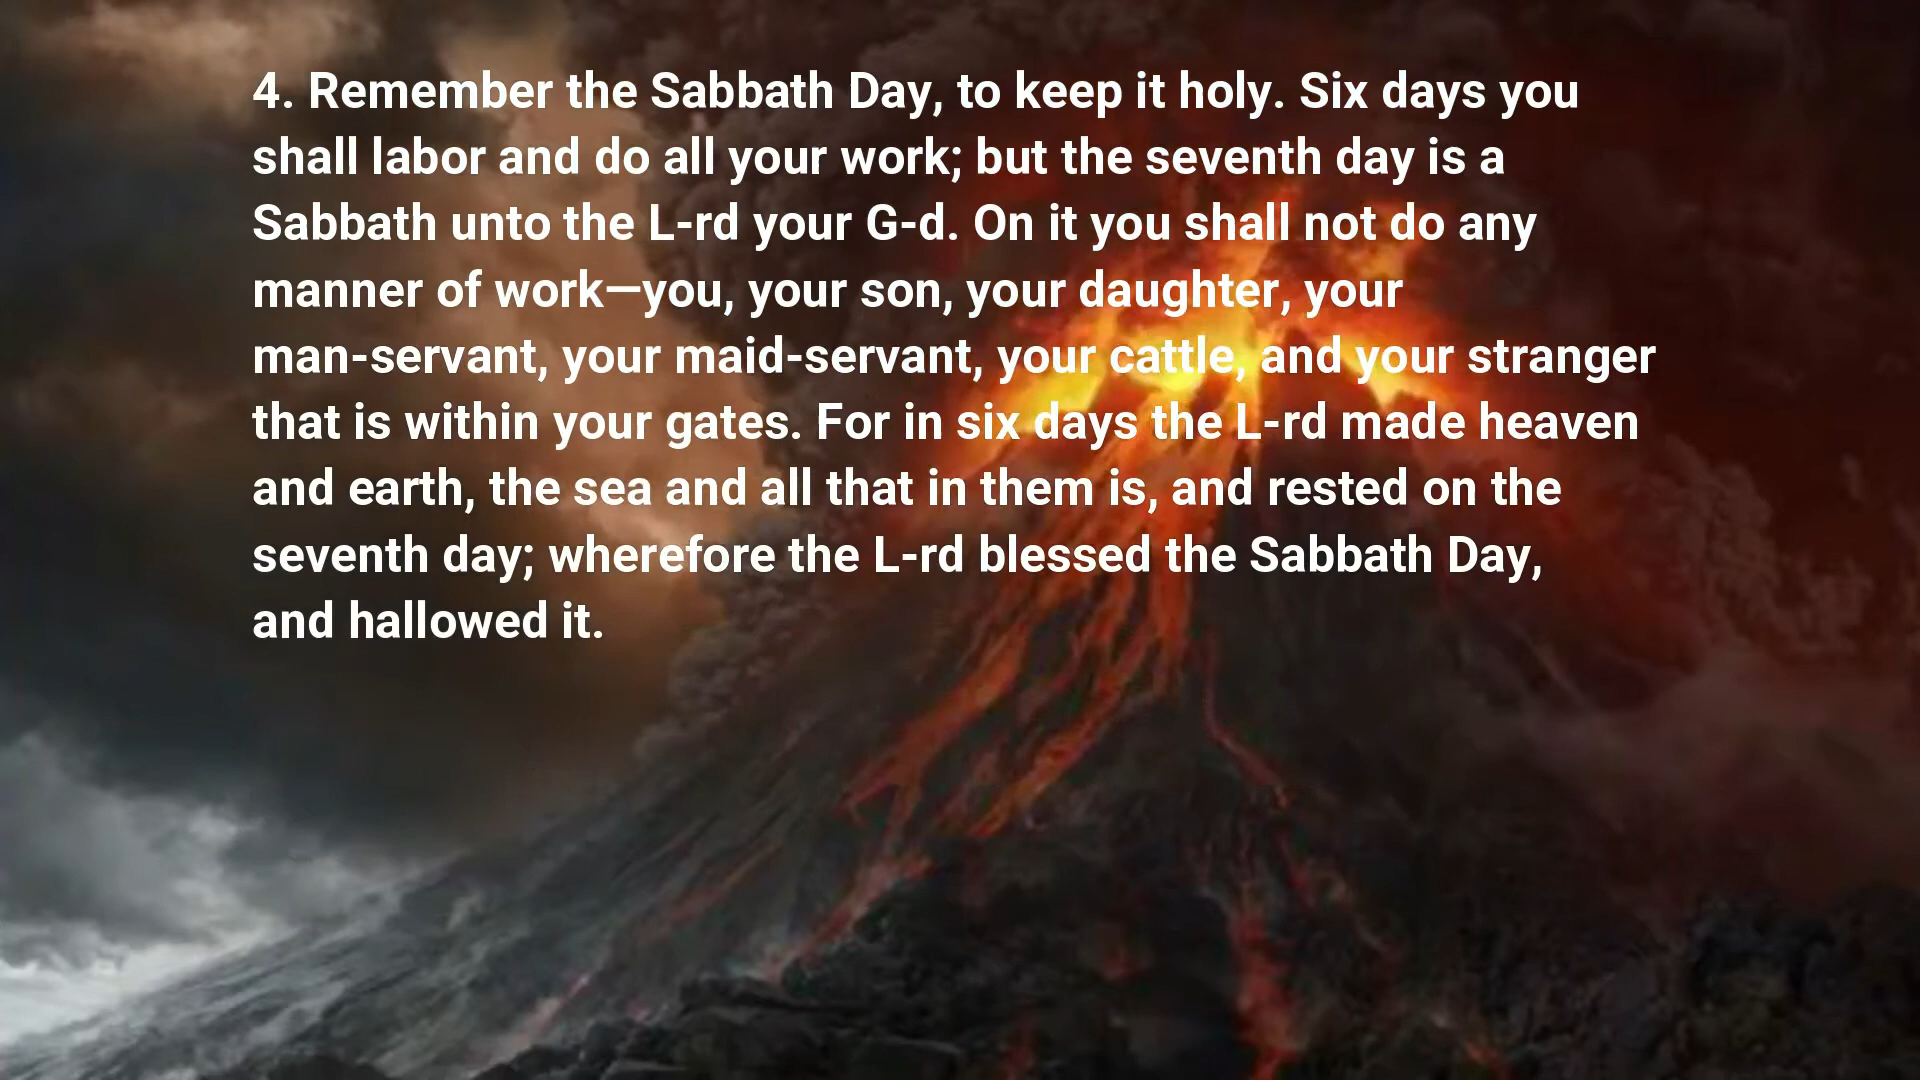 4. Remember the Sabbath Day, to keep it holy. Six days you
shall labor and do all your work; but the seventh day is a
Sabbath unto the L-rd your G-d. On it you shall not do any
manner of work—you, your son, your daughter, your
man-servant, your maid-servant, your cattle, and your stranger
that is within your gates. For in six days the L-rd made heaven
and earth, the sea and all that in them is, and rested on the
seventh day; wherefore the L-rd blessed the Sabbath Day,
and hallowed it.